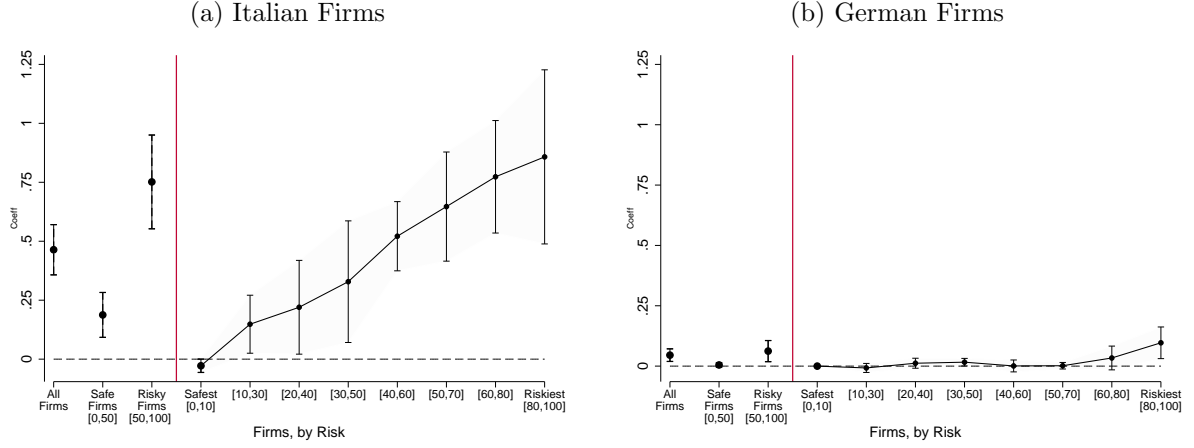 (a) Italian Firms
(b) German Firms
Coeff
1.25
1
.75
.5
.25
0
All Firms
Safe Firms [0,50]
Risky Firms [50,100]
Safest [0,10]
[10,30]
[20,40]
[30,50]
[40,60]
[50,70]
[60,80]
Riskiest [80,100]
Firms, by Risk
Coeff
1.25
1
.75
.5
.25
0
All Firms
Safe Firms [0,50]
Risky Firms [50,100]
Safest [0,10]
[10,30]
[20,40]
[30,50]
[40,60]
[50,70]
[60,80]
Riskiest [80,100]
Firms, by Risk